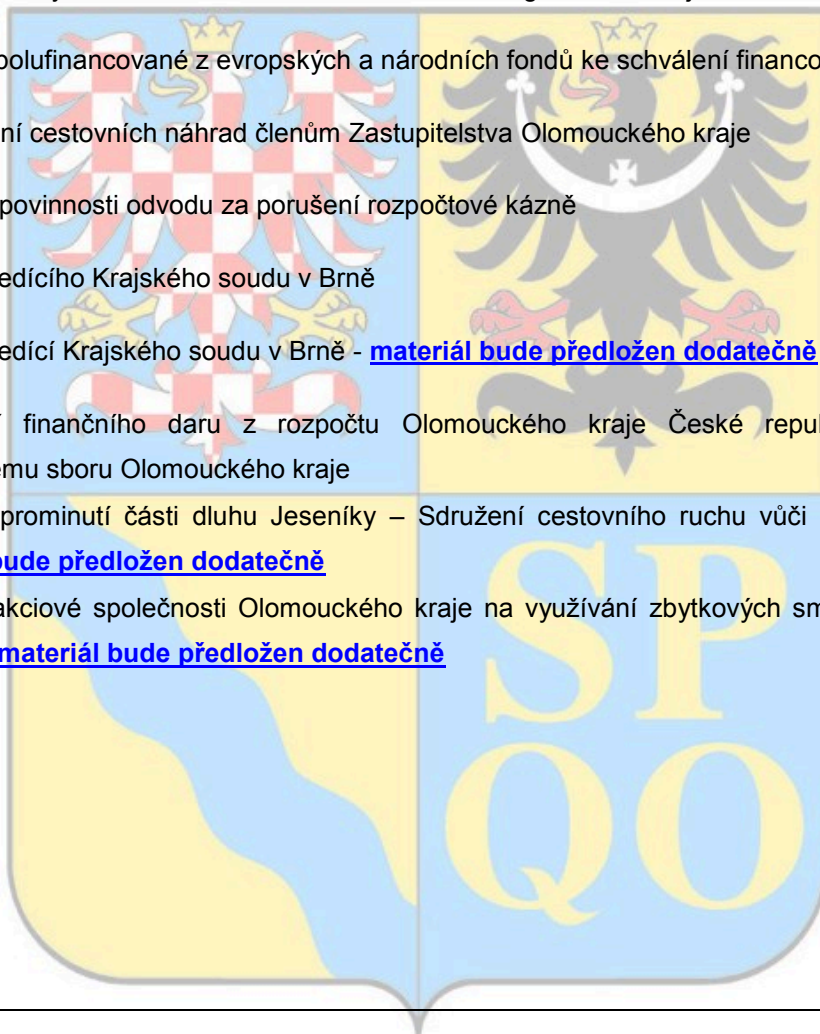 polufinancované z evropských a národních fondů ke schválení financo
ní cestovních náhrad členům Zastupitelstva Olomouckého kraje
povinnosti odvodu za porušení rozpočtové kázně
edícího Krajského soudu v Brně
edící Krajského soudu v Brně - materiál bude předložen dodatečně
í finančního daru z rozpočtu Olomouckého kraje České repu
ému sboru Olomouckého kraje
prominutí části dluhu Jeseníky – Sdružení cestovního ruchu vůči
bude předložen dodatečně
akciové společnosti Olomouckého kraje na využívání zbytkových sm
materiál bude předložen dodatečně
SP
QO